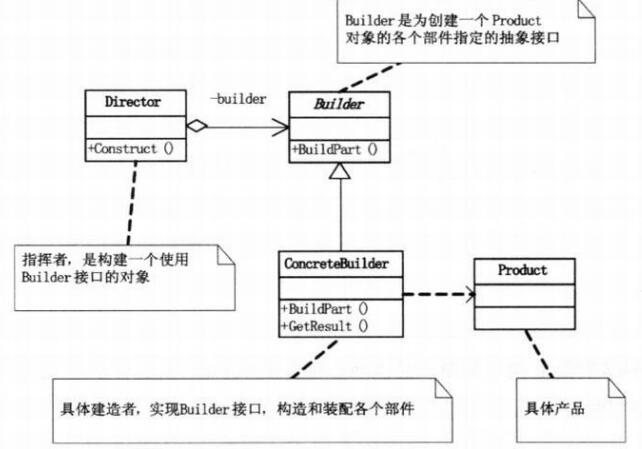 Builder是为创建一个Product
对象的各个部件指定的抽象接口
Director
+Construct()
-builder
Builder
+BuildPart()
指挥者，是构建一个使用
Builder接口的对象
ConcreteBuilder
+BuildPart()
+GetResult()
Product
具体建造者，实现Builder接口，构造和装配各个部件
具体产品